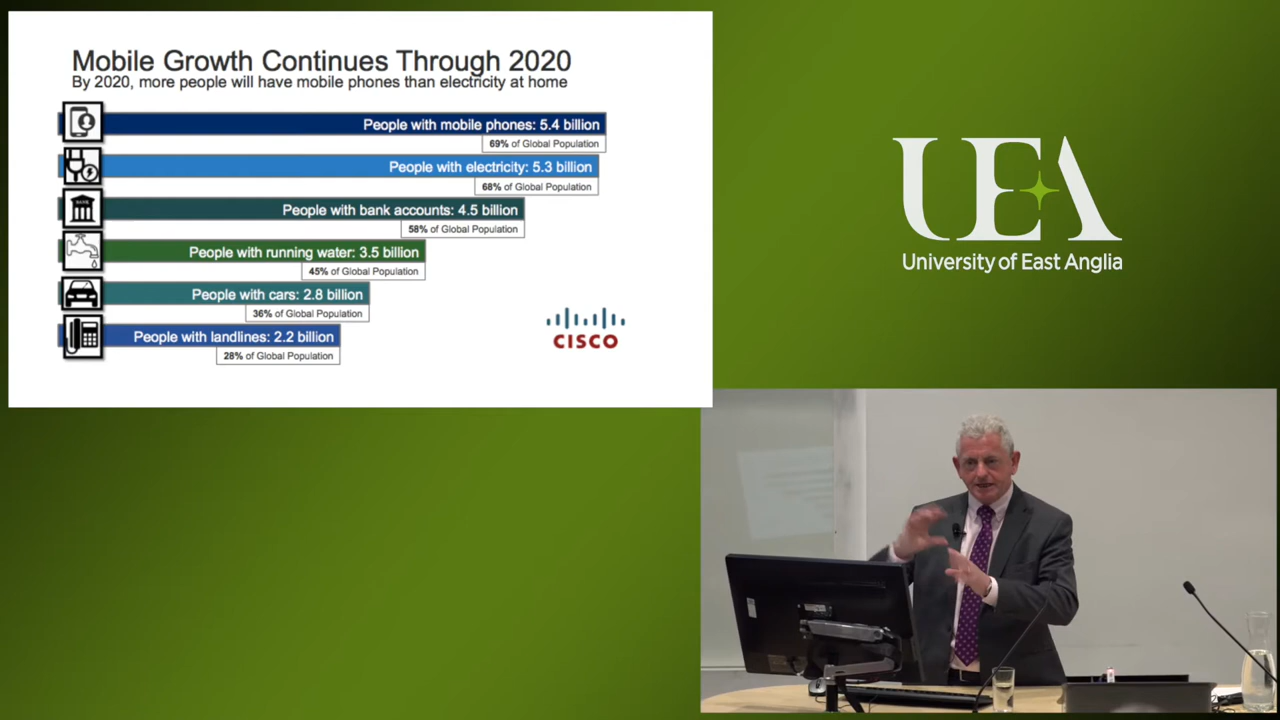 Mobile Growth Continues Through 2020
By 2020, more people will have mobile phones than electricity at home
People with mobile phones: 5.4 billion
69% of Global Population
People with electricity: 5.3 billion
68% of Global Population
BANK
People with bank accounts: 4.5 billion
58% of Global Population
People with running water: 3.5 billion
45% of Global Population
People with cars: 2.8 billion
36% of Global Population
People with landlines: 2.2 billion
28% of Global Population
CISCO
UEA
University of East Anglia